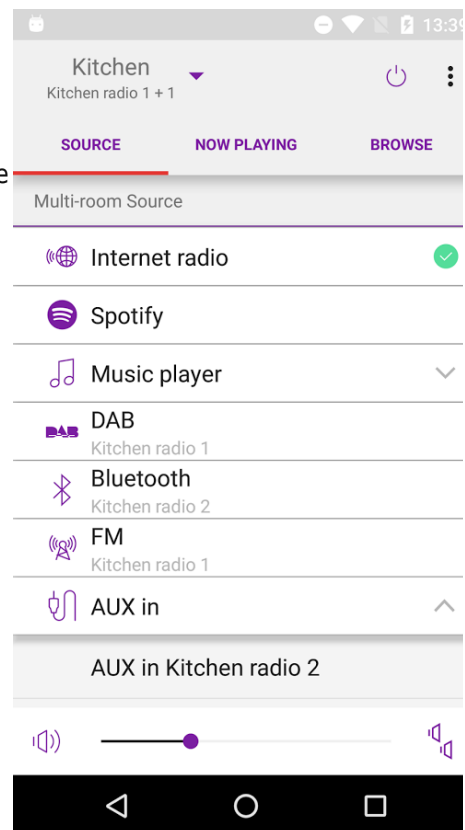 13:39
Kitchen
Kitchen radio 1 + 1
SOURCE NOW PLAYING BROWSE
e
Multi-room Source
Internet radio
Spotify
Music player
DAB
DAB
Kitchen radio 1
Bluetooth
Kitchen radio 2
FM
Kitchen radio 1
AUX in
AUX in Kitchen radio 2